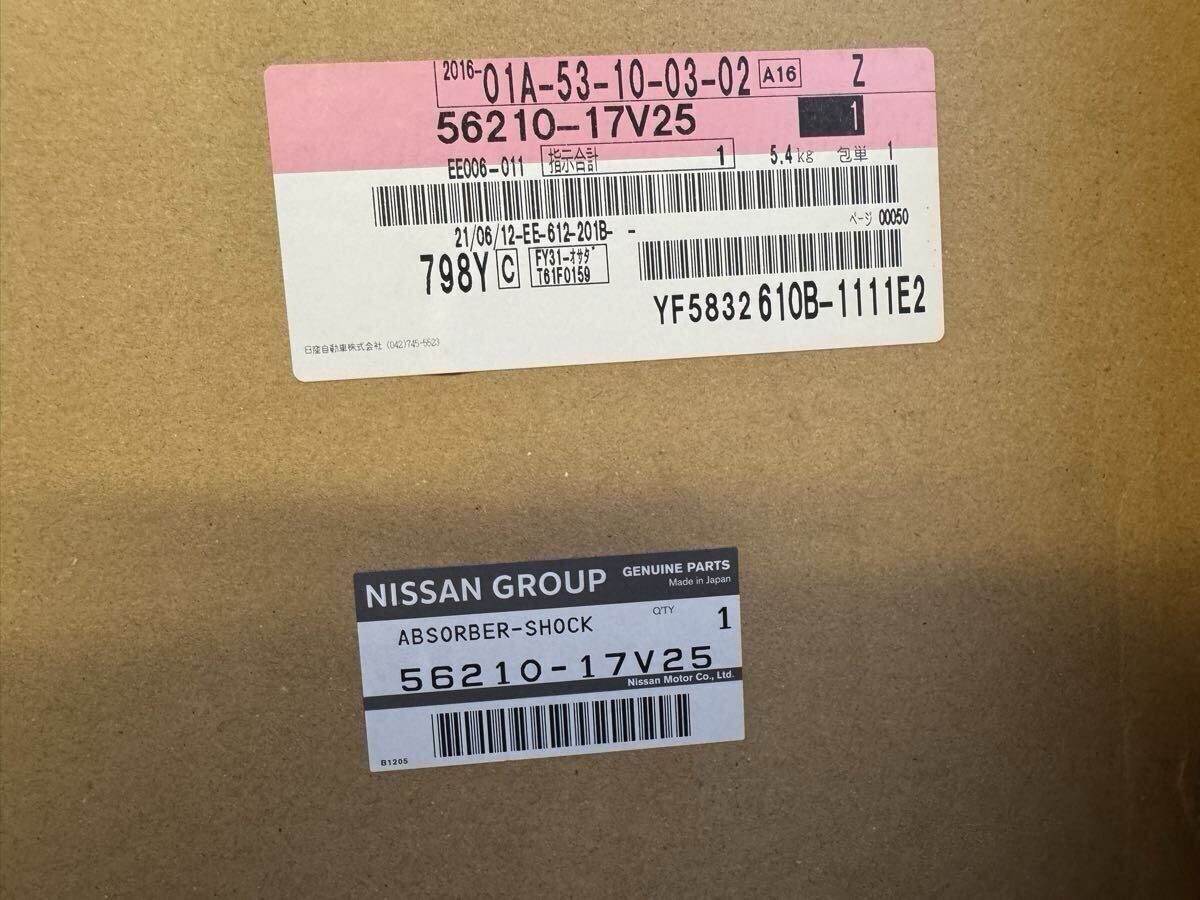 2016-01A-53-10-03-02 A16 Z
56210-17V25 1
EE006-011 指示合計 1 5.4kg 包単 1
21/06/12-EE-612-201B- - ページ 00050
798Y C FY31-オサダ
T61F0159
YF5832 610B-1111E2
日産自動車株式会社 (042)745-5523
NISSAN GROUP GENUINE PARTS
Made in Japan
ABSORBER-SHOCK Q'TY 1
56210-17V25
Nissan Motor Co., Ltd.
B1205